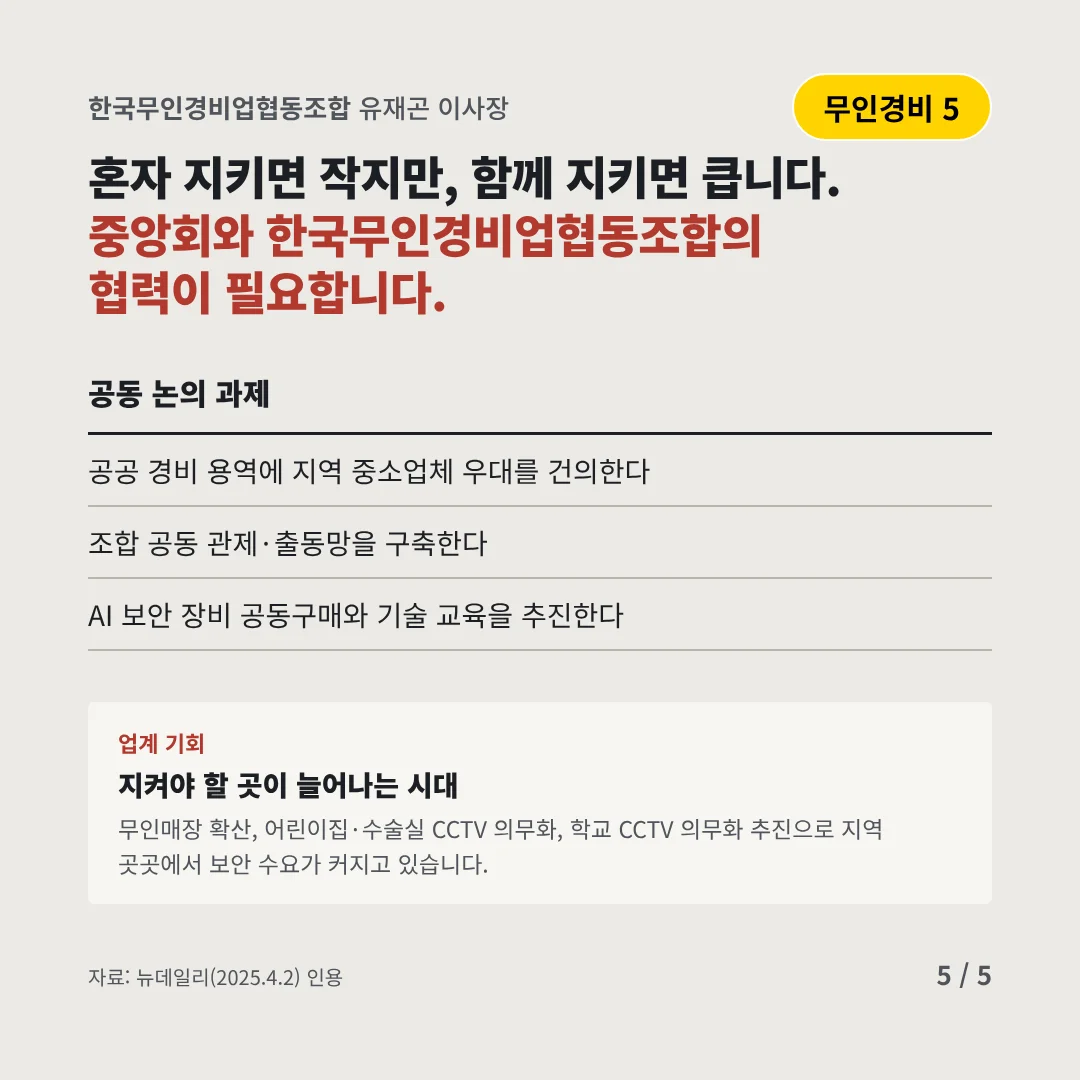 한국무인경비업협동조합 유재곤 이사장
무인경비 5
혼자 지키면 작지만, 함께 지키면 큽니다.
중앙회와 한국무인경비업협동조합의
협력이 필요합니다.
공동 논의 과제
공공 경비 용역에 지역 중소업체 우대를 건의한다
조합 공동 관제·출동망을 구축한다
AI 보안 장비 공동구매와 기술 교육을 추진한다
업계 기회
지켜야 할 곳이 늘어나는 시대
무인매장 확산, 어린이집·수술실 CCTV 의무화, 학교 CCTV 의무화 추진으로 지역
곳곳에서 보안 수요가 커지고 있습니다.
자료: 뉴데일리(2025.4.2) 인용
5 / 5